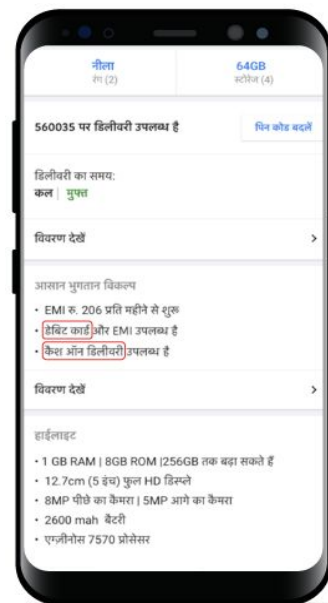 नीला 64GB
रंग (2) स्टोरेज (4)
560035 पर डिलीवरी उपलब्ध है पिन कोड बदलें
डिलीवरी का समय:
कल | मुफ्त
विवरण देखें >
आसान भुगतान विकल्प
• EMI रु. 206 प्रति महीने से शुरू
• डेबिट कार्ड और EMI उपलब्ध है
• कैश ऑन डिलीवरी उपलब्ध है
विवरण देखें >
हाईलाइट
• 1 GB RAM | 8GB ROM |256GB तक बढ़ा सकते हैं
• 12.7cm (5 इंच) फुल HD डिस्प्ले
• 8MP पीछे का कैमरा | 5MP आगे का कैमरा
• 2600 mah बैटरी
• एग्ज़ीनोस 7570 प्रोसेसर